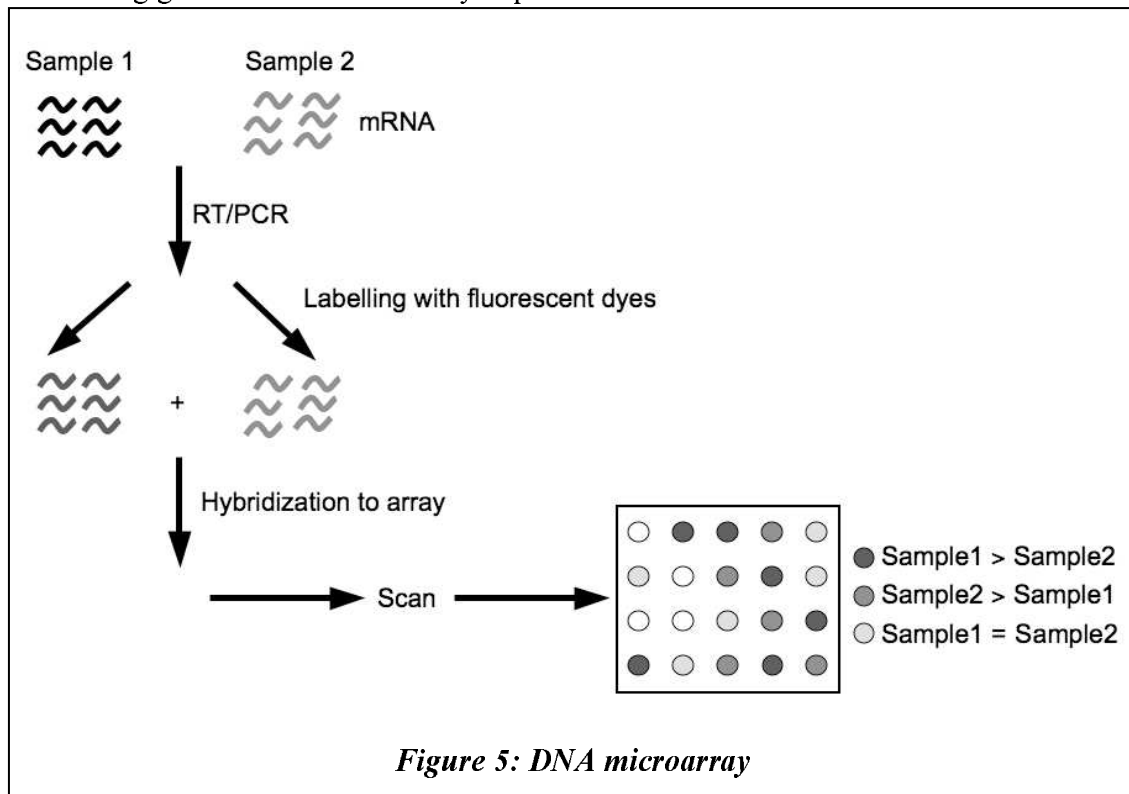 Sample 1
Sample 2
mRNA
RT/PCR
Labelling with fluorescent dyes
+
Hybridization to array
Scan
Sample1 > Sample2
Sample2 > Sample1
Sample1 = Sample2
Figure 5: DNA microarray